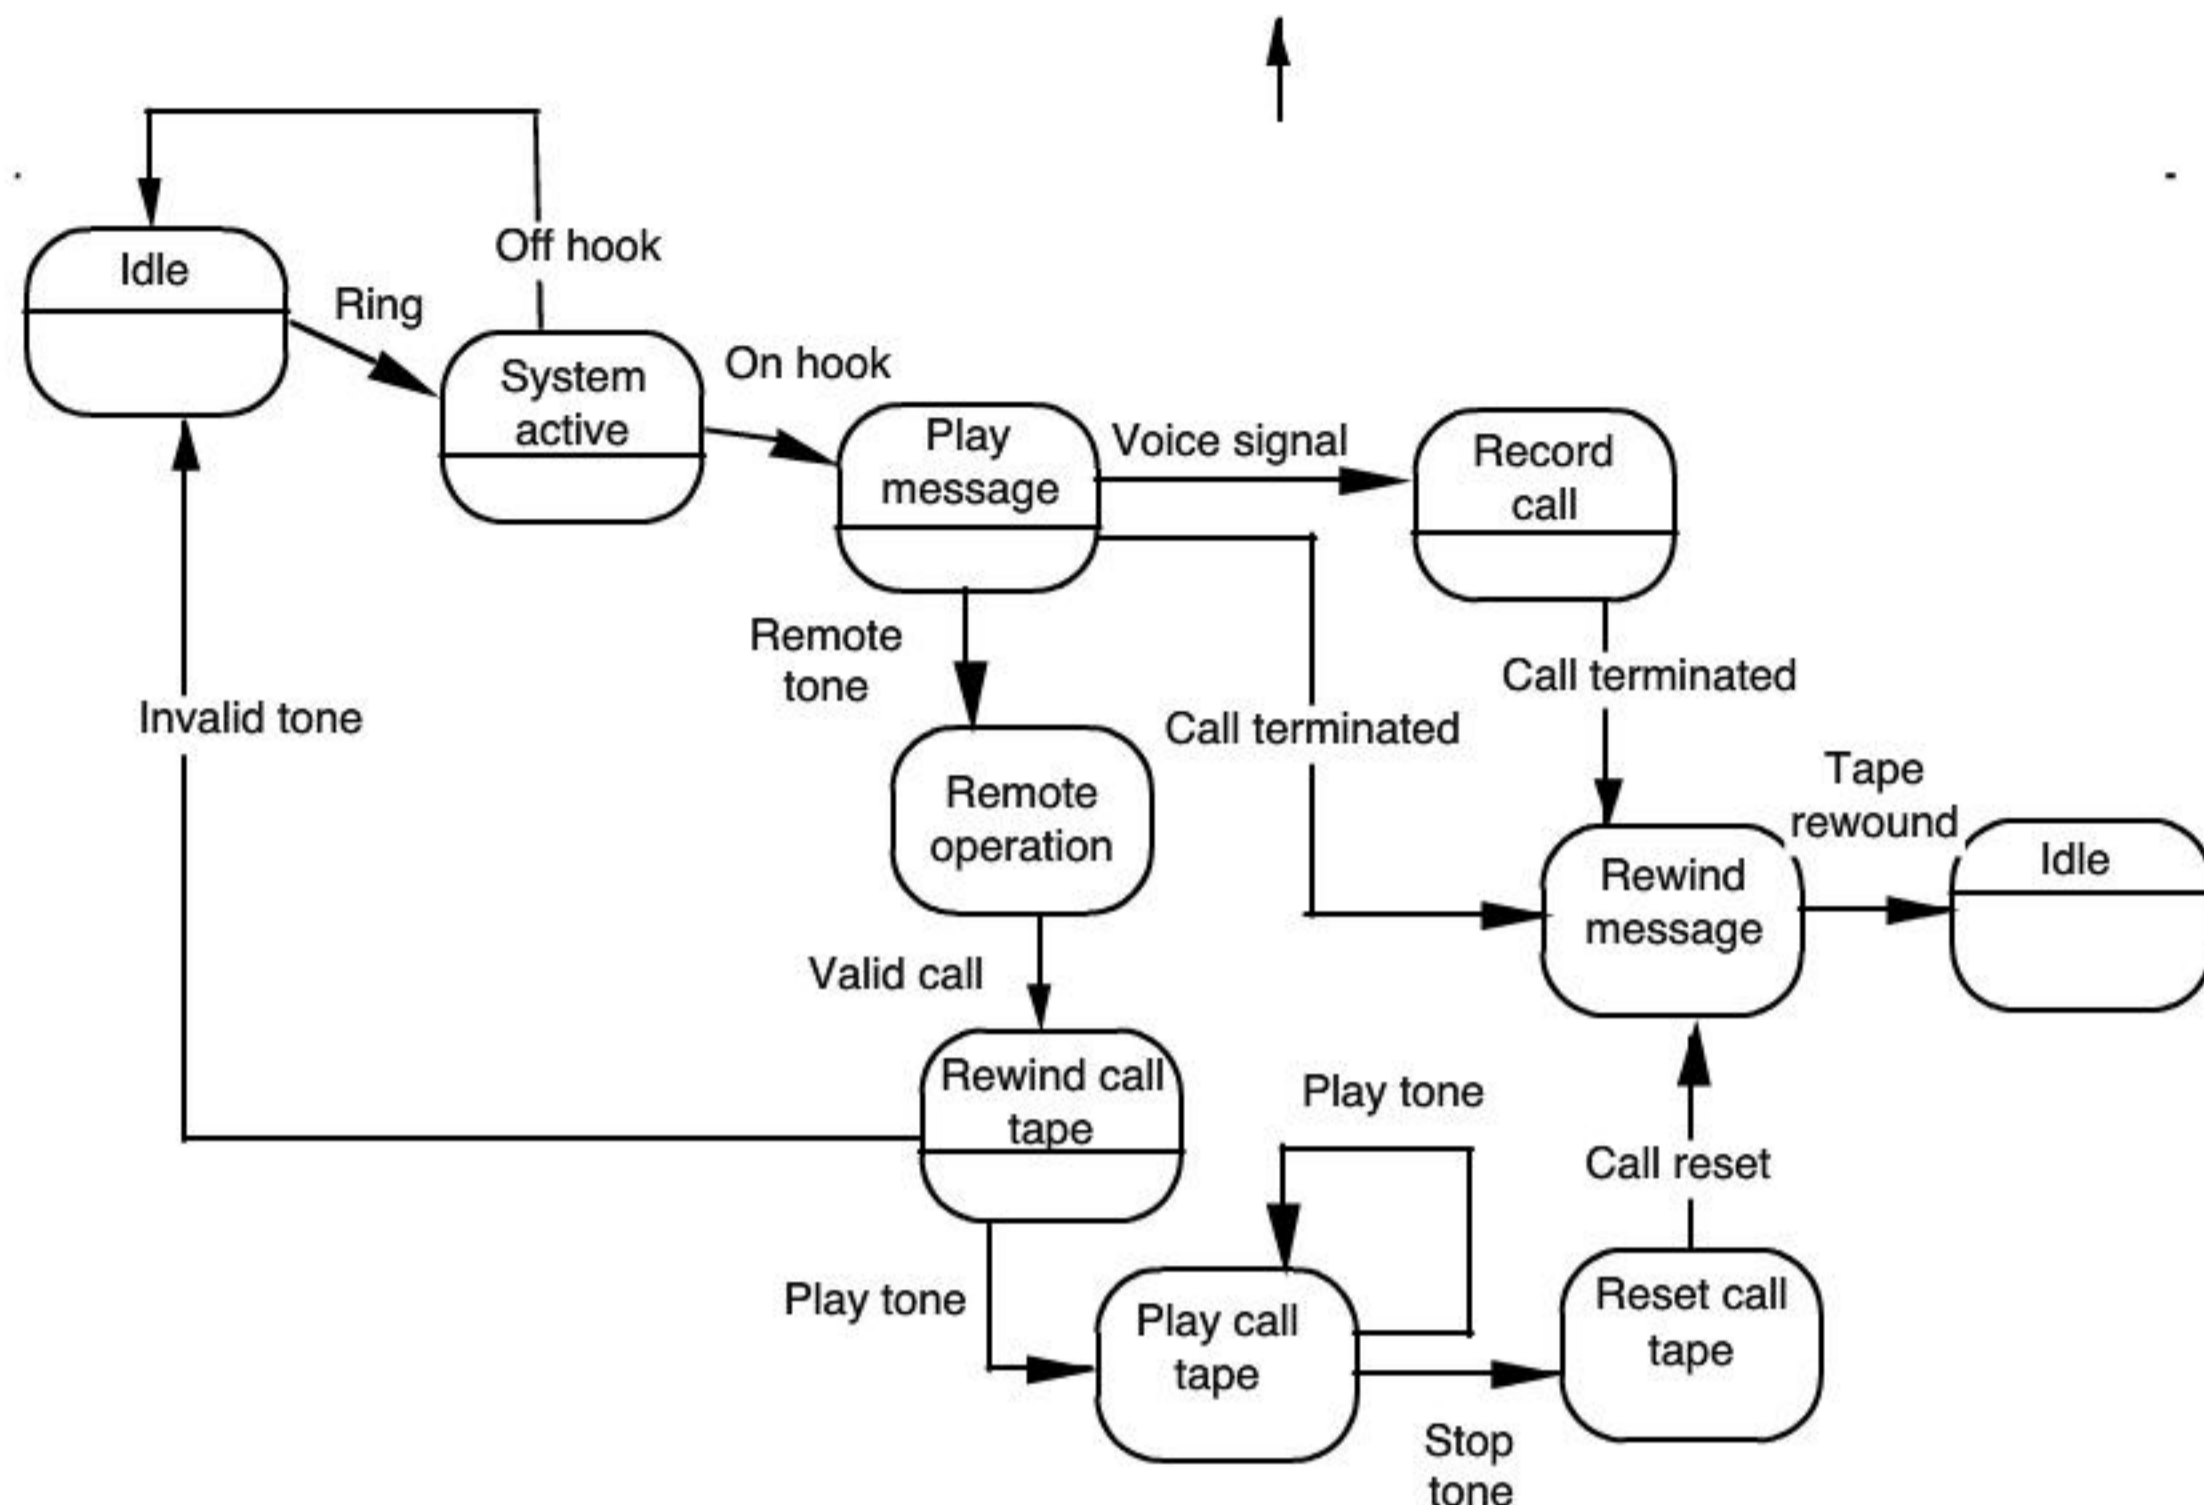 Off hook
Idle
Ring
On hook
System
active
Play
message
Voice signal
Record
call
Remote
tone
Call terminated
Invalid tone
Call terminated
Remote
operation
Tape
rewound
Idle
Rewind
message
Valid call
Rewind call
tape
Play tone
Call reset
Play tone
Play call
tape
Reset call
tape
Stop
tone